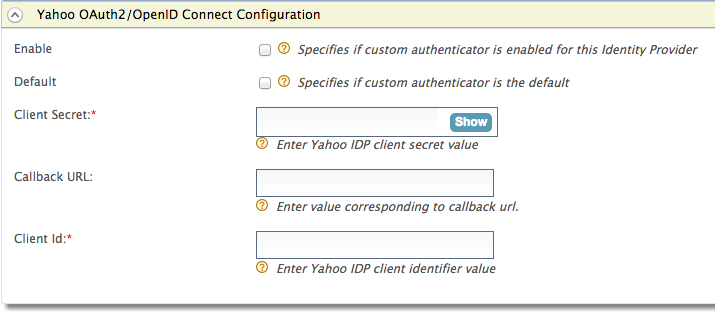 Yahoo OAuth2/OpenID Connect Configuration
Enable
? Specifies if custom authenticator is enabled for this Identity Provider
Default
? Specifies if custom authenticator is the default
Client Secret:*
Show
? Enter Yahoo IDP client secret value
Callback URL:
? Enter value corresponding to callback url.
Client Id:*
? Enter Yahoo IDP client identifier value